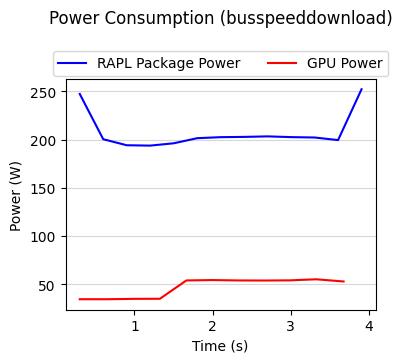 Power Consumption (busspeeddownload)
RAPL Package Power
GPU Power
250
200
150
100
50
Power (W)
1
2
3
4
Time (s)